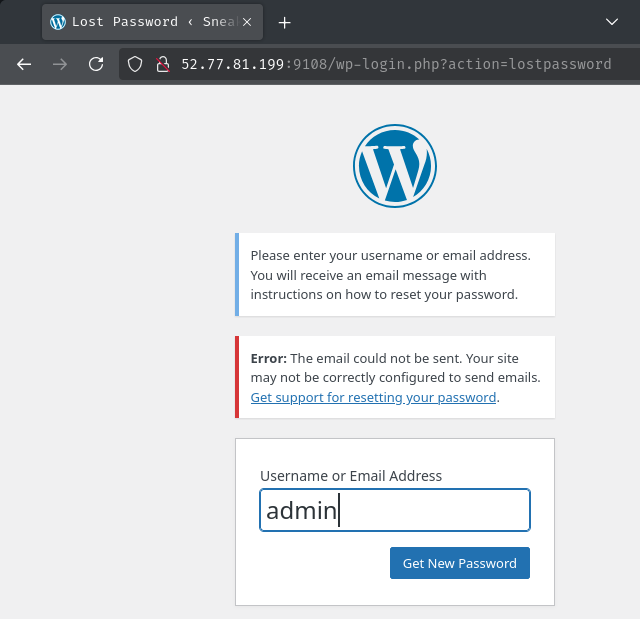 Lost Password ‹ Snea
52.77.81.199:9108/wp-login.php?action=lostpassword
Please enter your username or email address.
You will receive an email message with
instructions on how to reset your password.
Error: The email could not be sent. Your site
may not be correctly configured to send emails.
Get support for resetting your password.
Username or Email Address
admin
Get New Password